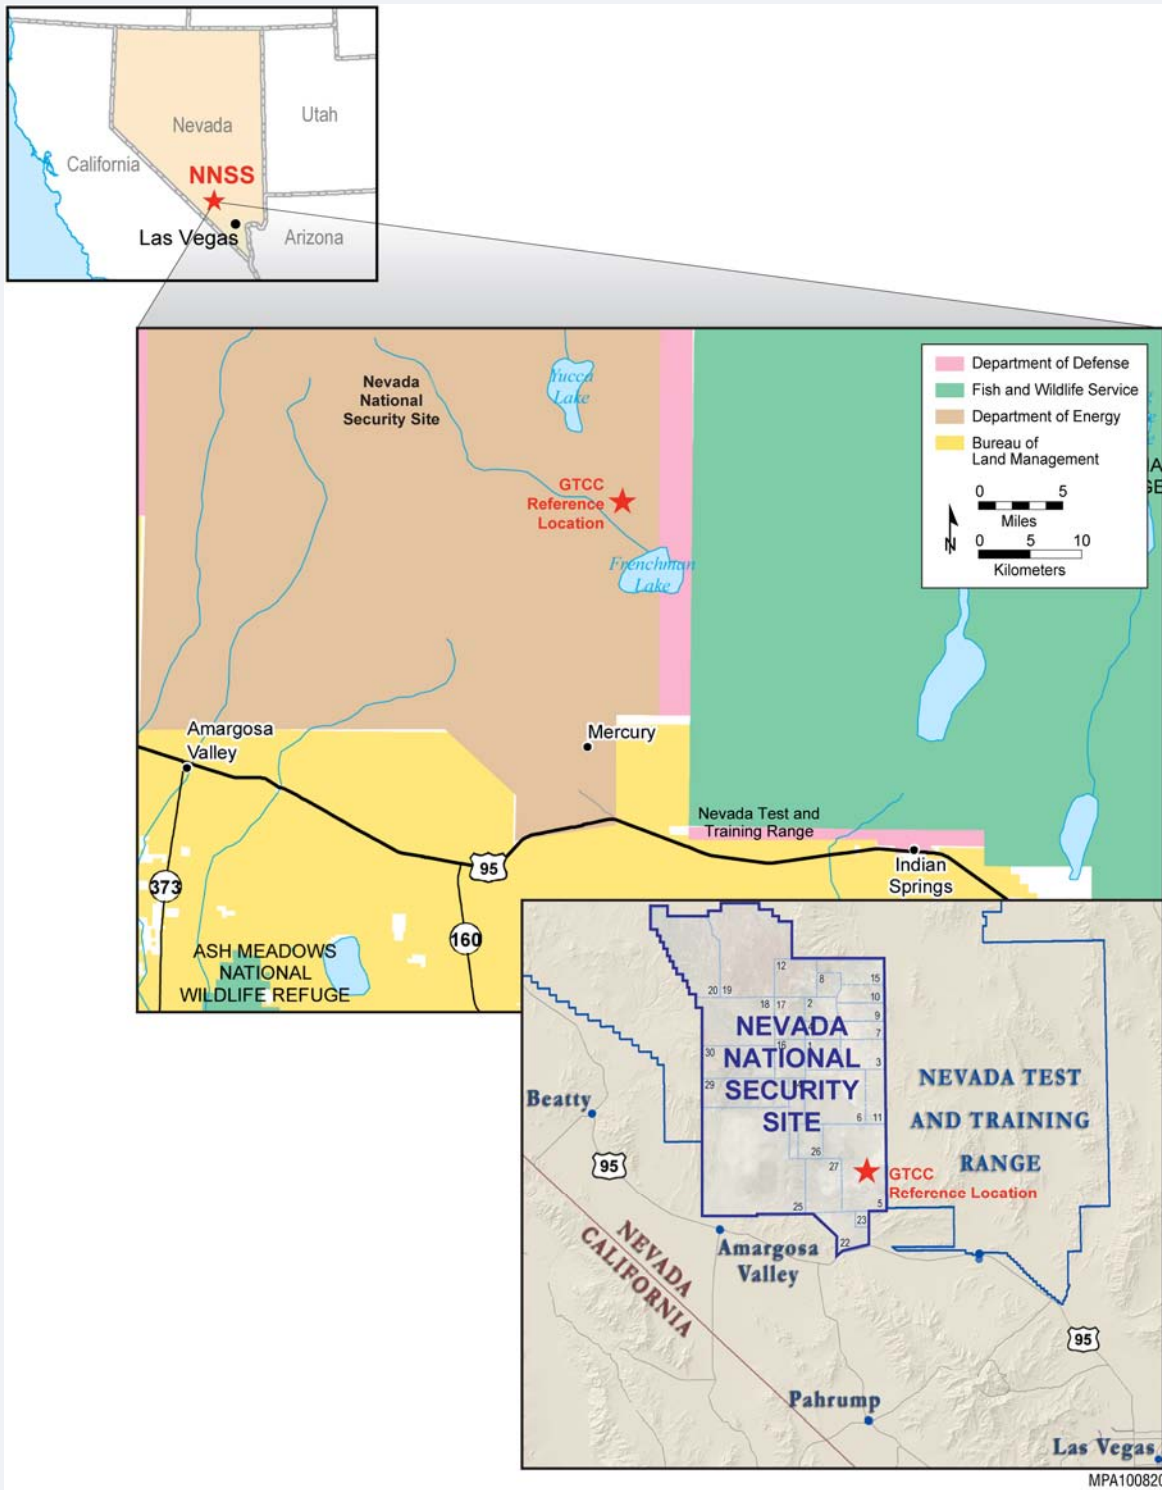 Nevada
Utah
California
NNSS
Las Vegas
Arizona
Nevada
National
Security Site
Yucca
Lake
GTCC
Reference
Location
Frenchman
Lake
Department of Defense
Fish and Wildlife Service
Department of Energy
Bureau of
Land Management
0 5
Miles
N
0 5 10
Kilometers
Amargosa
Valley
Mercury
Nevada Test and
Training Range
Indian
Springs
95
373
160
ASH MEADOWS
NATIONAL
WILDLIFE REFUGE
12
8
15
20 19
10
18 17 2
9
7
NEVADA
NATIONAL
SECURITY
SITE
30
16
1
3
29
6 11
26
27
25
5
23
22
NEVADA TEST
AND TRAINING
RANGE
GTCC
Reference Location
Beatty
95
Amargosa
Valley
NEVADA
CALIFORNIA
95
Pahrump
Las Vegas
MPA100820